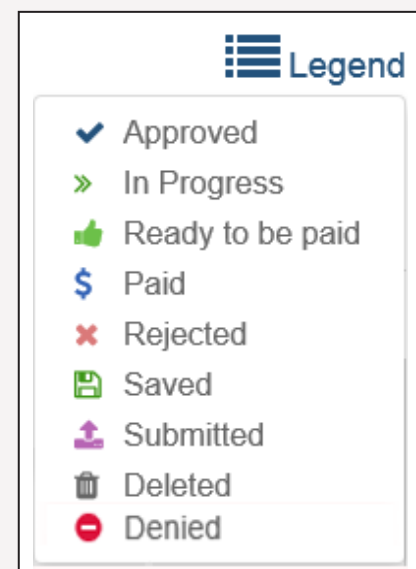 Legend
Approved
In Progress
Ready to be paid
Paid
Rejected
Saved
Submitted
Deleted
Denied